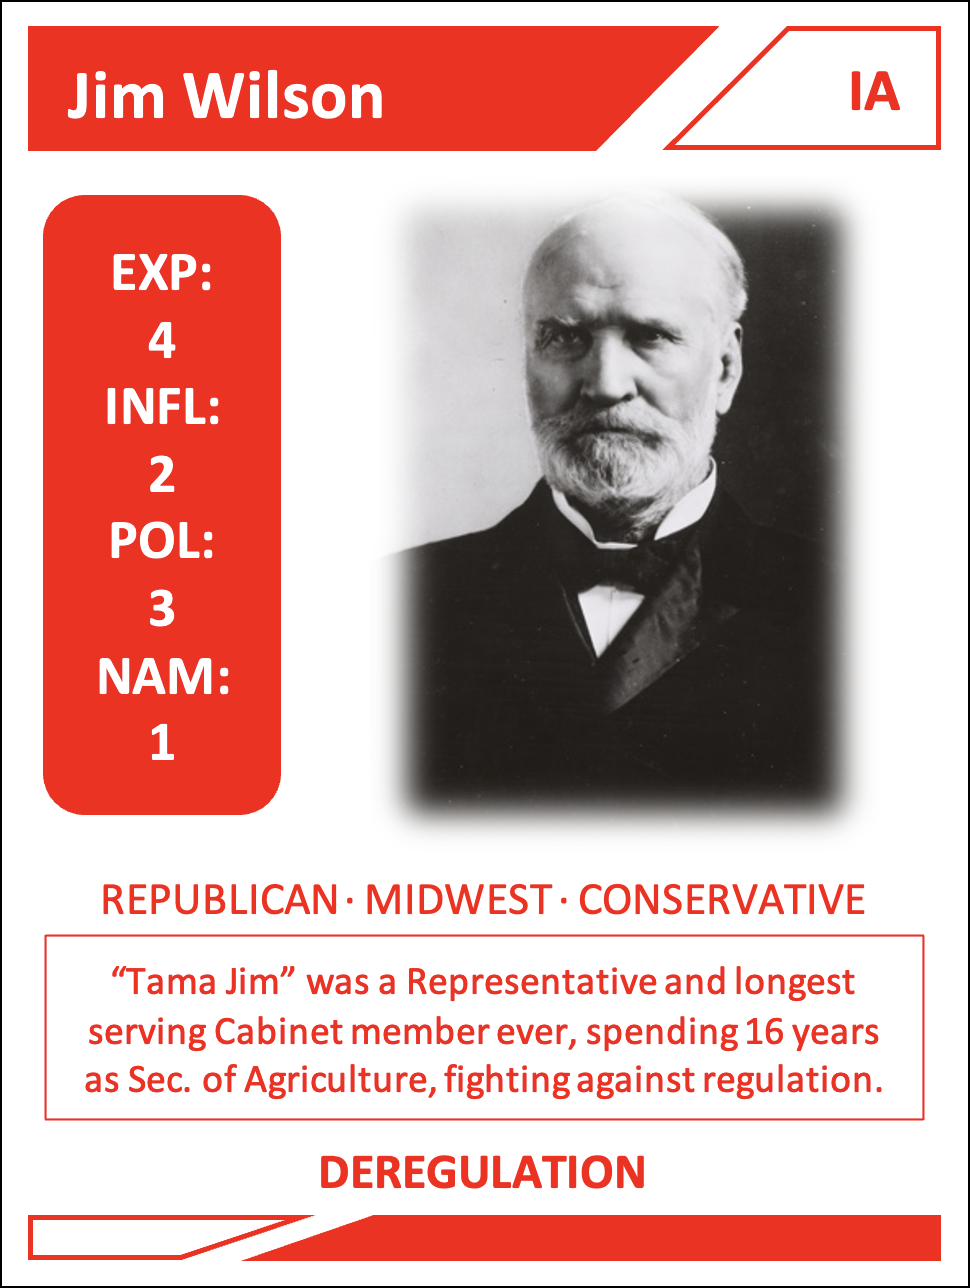 Jim Wilson
IA
EXP:
4
INFL:
2
POL:
3
NAM:
1
REPUBLICAN · MIDWEST · CONSERVATIVE
“Tama Jim” was a Representative and longest
serving Cabinet member ever, spending 16 years
as Sec. of Agriculture, fighting against regulation.
DEREGULATION